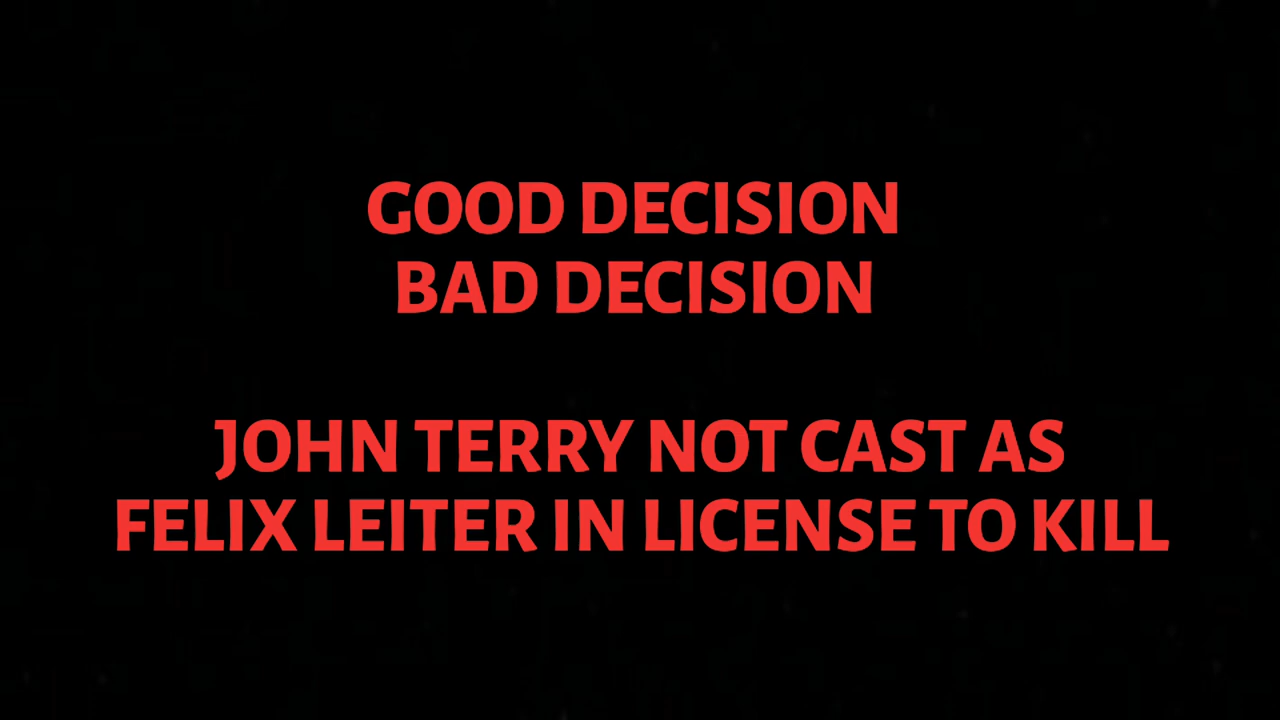 GOOD DECISION
BAD DECISION
JOHN TERRY NOT CAST AS
FELIX LEITER IN LICENSE TO KILL